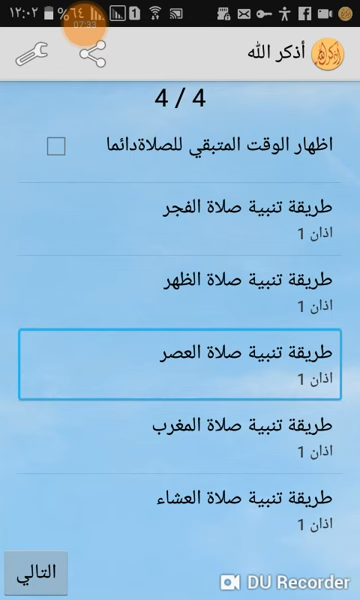 ١٢:٠٢ %٦٤
07:33
أذكر الله
4 / 4
اظهار الوقت المتبقي للصلاةدائما
طريقة تنبية صلاة الفجر
اذان 1
طريقة تنبية صلاة الظهر
اذان 1
طريقة تنبية صلاة العصر
اذان 1
طريقة تنبية صلاة المغرب
اذان 1
طريقة تنبية صلاة العشاء
اذان 1
التالي
DU Recorder